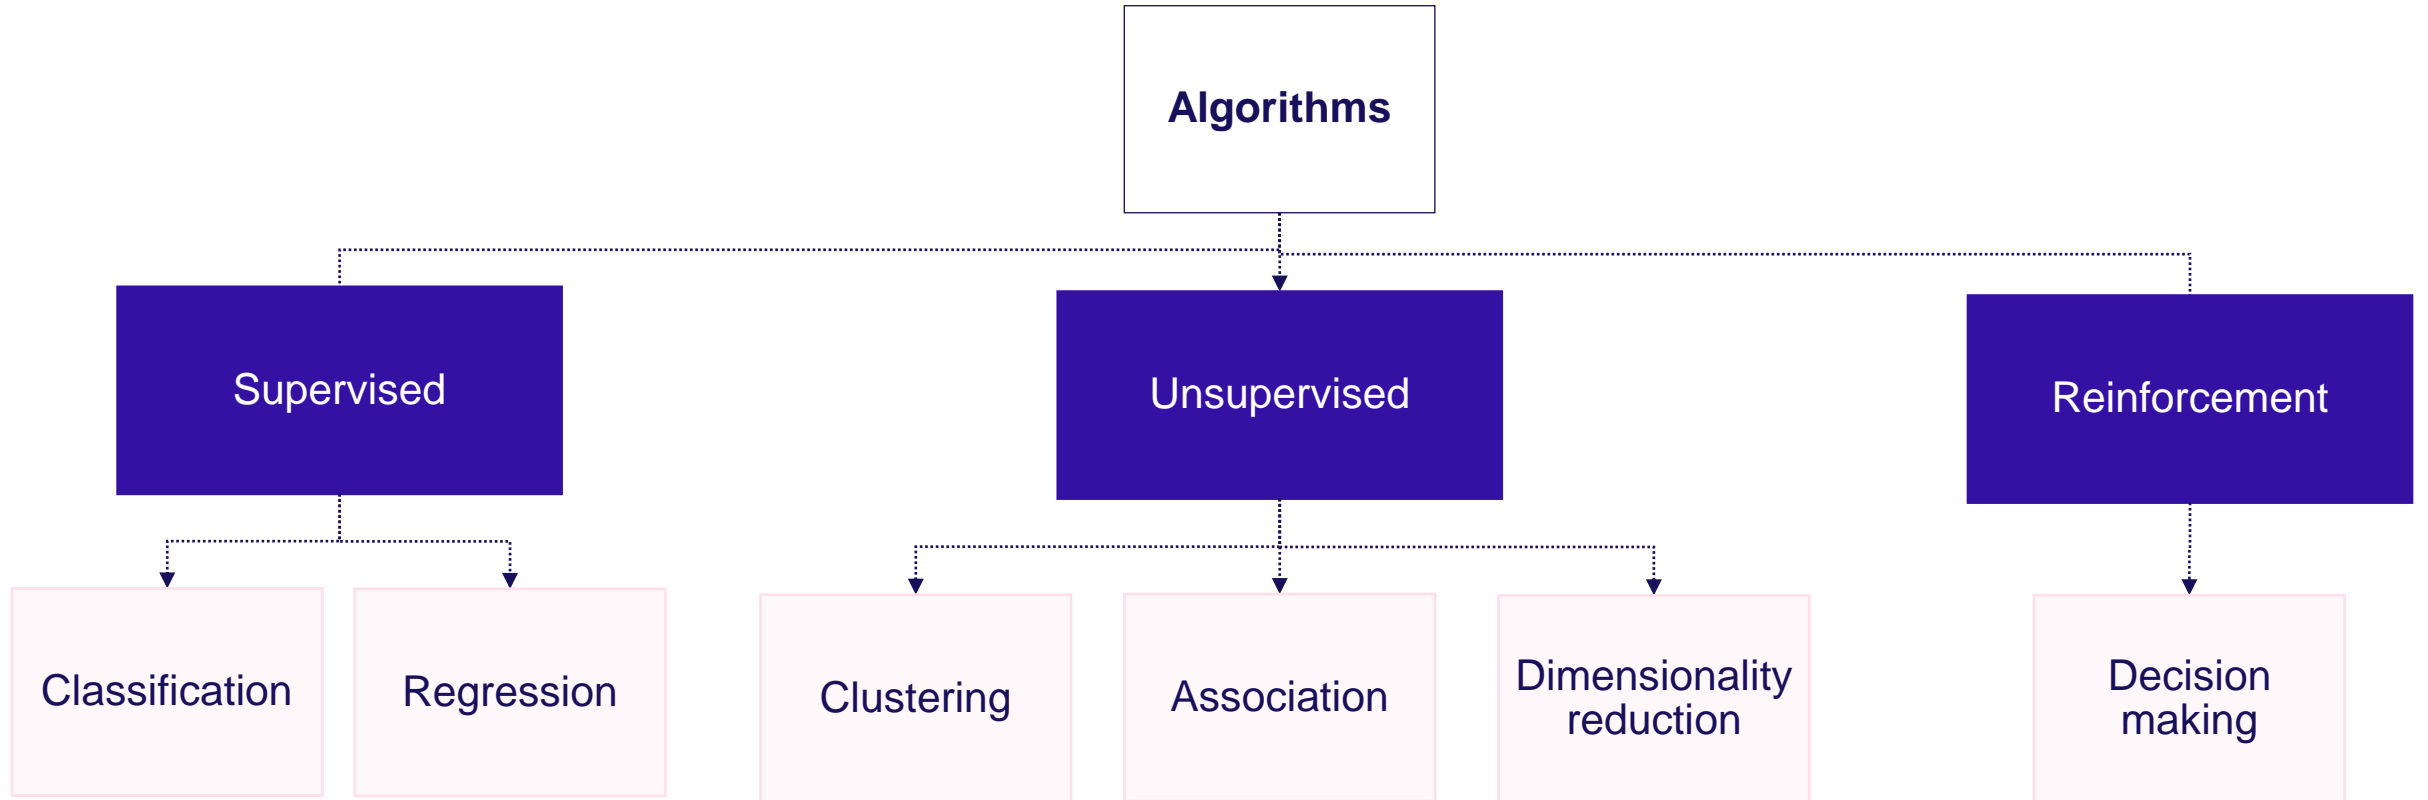 Algorithms
Supervised
Unsupervised
Reinforcement
Classification
Regression
Clustering
Association
Dimensionality
reduction
Decision
making